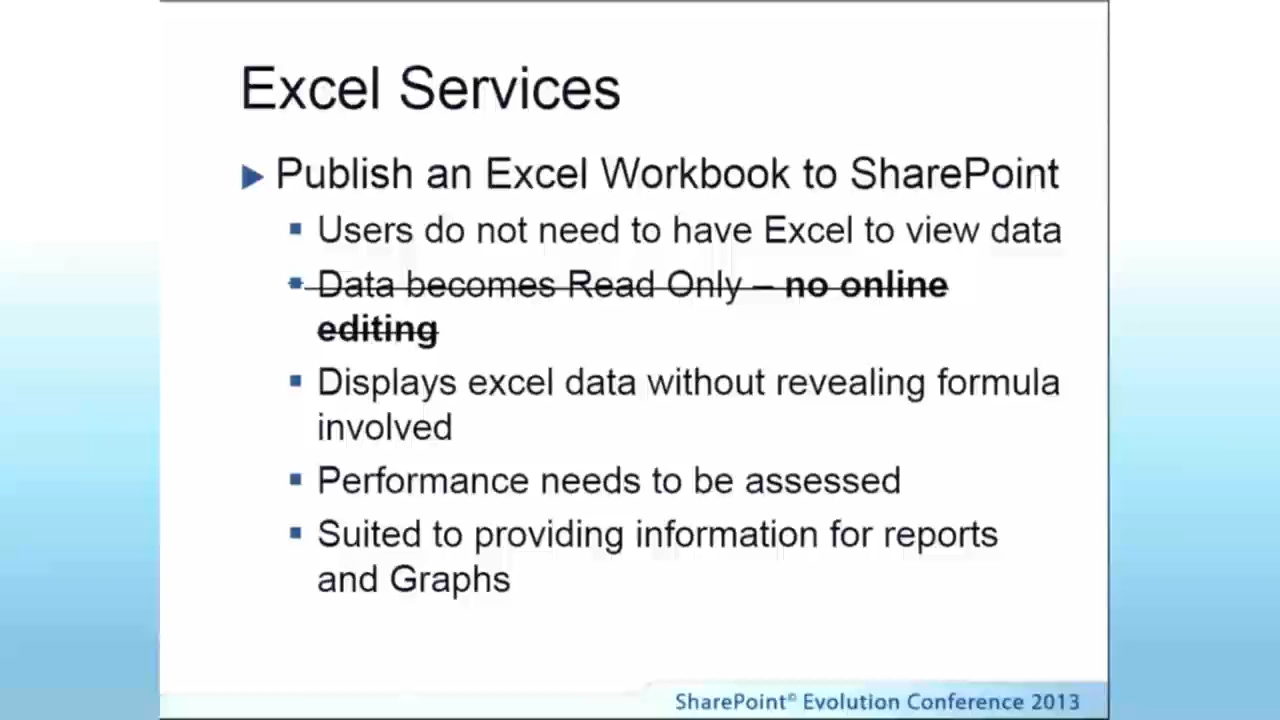 Excel Services
Publish an Excel Workbook to SharePoint
Users do not need to have Excel to view data
Data becomes Read Only – no online
editing
Displays excel data without revealing formula
involved
Performance needs to be assessed
Suited to providing information for reports
and Graphs
SharePoint® Evolution Conference 2013